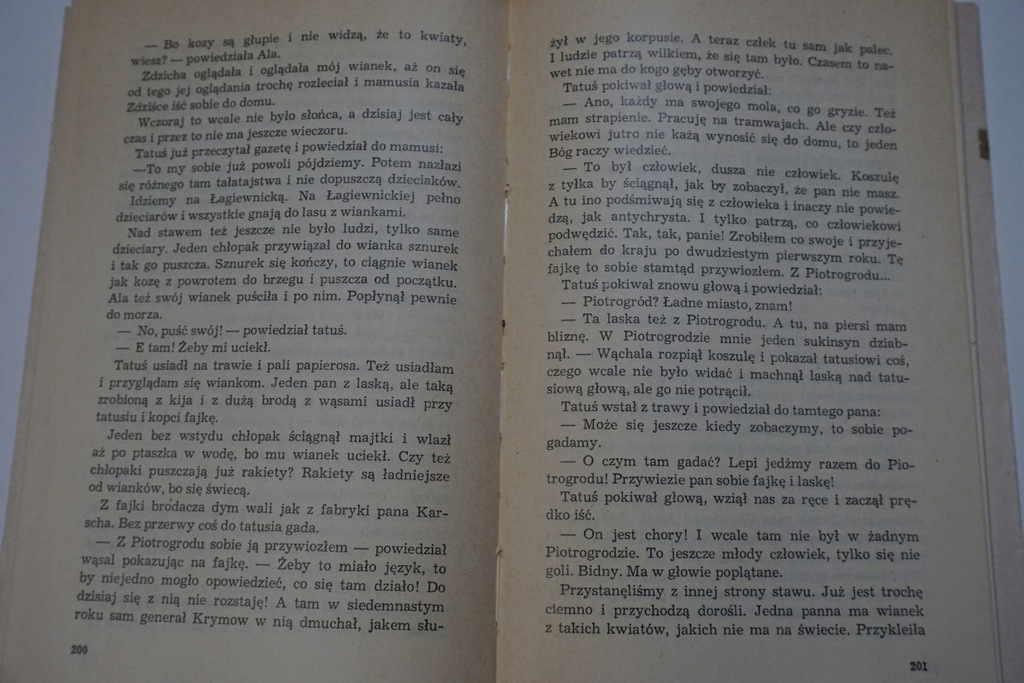 — Bo kozy są głupie i nie widzą, że to kwiaty,
wiesz? — powiedziała Ala.
Zdzicha oglądała i oglądała mój wianek, aż on się
od tego jej oglądania trochę rozleciał i mamusia kazała
Zdziśce iść sobie do domu.
Wczoraj to wcale nie było słońca, a dzisiaj jest cały
czas i przez to nie ma jeszcze wieczoru.
Tatuś już przeczytał gazetę i powiedział do mamusi:
—To my sobie już powoli pójdziemy. Potem nazłazi
się różnego tam tałatajstwa i nie dopuszczą dzieciaków.
Idziemy na Łagiewnicką. Na Łagiewnickiej pełno
dzieciarów i wszystkie gnają do lasu z wiankami.
Nad stawem też jeszcze nie było ludzi, tylko same
dzieciary. Jeden chłopak przywiązał do wianka sznurek
i tak go puszcza. Sznurek się kończy, to ciągnie wianek
jak kozę z powrotem do brzegu i puszcza od początku.
Ala też swój wianek puściła i po nim. Popłynął pewnie
do morza.
— No, puść swój! — powiedział tatuś.
— E tam! Żeby mi uciekł.
Tatuś usiadł na trawie i pali papierosa. Też usiadłam
i przyglądam się wiankom. Jeden pan z laską, ale taką
zrobioną z kija i z dużą brodą z wąsami usiadł przy
tatusiu i kopci fajkę.
Jeden bez wstydu chłopak ściągnął majtki i wlazł
aż po ptaszka w wodę, bo mu wianek uciekł. Czy też
chłopaki puszczają już rakiety? Rakiety są ładniejsze
od wianków, bo się świecą.
Z fajki brodacza dym wali jak z fabryki pana Kar-
scha. Bez przerwy coś do tatusia gada.
— Z Piotrogrodu sobie ją przywiozłem — powiedział
wąsal pokazując na fajkę. — Żeby to miało język, to
by niejedno mogło opowiedzieć, co się tam działo! Do
dzisiaj się z nią nie rozstaję! A tam w siedemnastym
roku sam generał Krymow w nią dmuchał, jakem słu-
200
żył w jego korpusie. A teraz człek tu sam jak palec.
I ludzie patrzą wilkiem, że się tam było. Czasem to na-
wet nie ma do kogo gęby otworzyć.
Tatuś pokiwał głową i powiedział:
— Ano, każdy ma swojego mola, co go gryzie. Też
mam strapienie. Pracuję na tramwajach. Ale czy czło-
wiekowi jutro nie każą wynosić się do domu, to jeden
Bóg raczy wiedzieć.
— To był człowiek, dusza nie człowiek. Koszulę
z tyłka by ściągnął, jak by zobaczył, że pan nie masz.
A tu ino podśmiwają się z człowieka i inaczy nie powie-
dzą, jak antychrysta. I tylko patrzą, co człowiekowi
podwędzić. Tak, tak, panie! Zrobiłem co swoje i przyje-
chałem do kraju po dwudziestym pierwszym roku. Tę
fajkę to sobie stamtąd przywiozłem. Z Piotrogrodu...
Tatuś pokiwał znowu głową i powiedział:
— Piotrogród? Ładne miasto, znam!
— Ta laska też z Piotrogrodu. A tu, na piersi mam
bliznę. W Piotrogrodzie mnie jeden sukinsyn dziab-
nął. — Wąchala rozpiął koszulę i pokazał tatusiowi coś,
czego wcale nie było widać i machnął laską nad tatu-
siową głową, ale go nie potrącił.
Tatuś wstał z trawy i powiedział do tamtego pana:
— Może się jeszcze kiedy zobaczymy, to sobie po-
gadamy.
— O czym tam gadać? Lepi jedźmy razem do Pio-
trogrodu! Przywiezie pan sobie fajkę i laskę!
Tatuś pokiwał głową, wziął nas za ręce i zaczął prę-
dko iść.
— On jest chory! I wcale tam nie był w żadnym
Piotrogrodzie. To jeszcze młody człowiek, tylko się nie
goli. Bidny. Ma w głowie poplątane.
Przystanęliśmy z innej strony stawu. Już jest trochę
ciemno i przychodzą dorośli. Jedna panna ma wianek
z takich kwiatów, jakich nie ma na świecie. Przykleiła
201